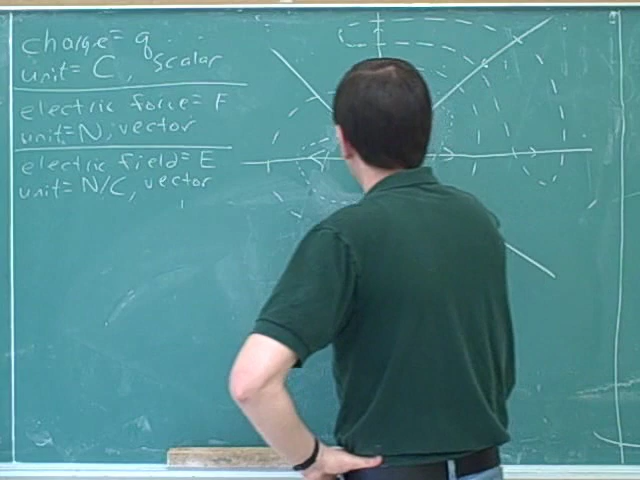 charge = q
unit = C, scalar
electric force = F
unit = N, vector
electric field = E
unit = N/C, vector